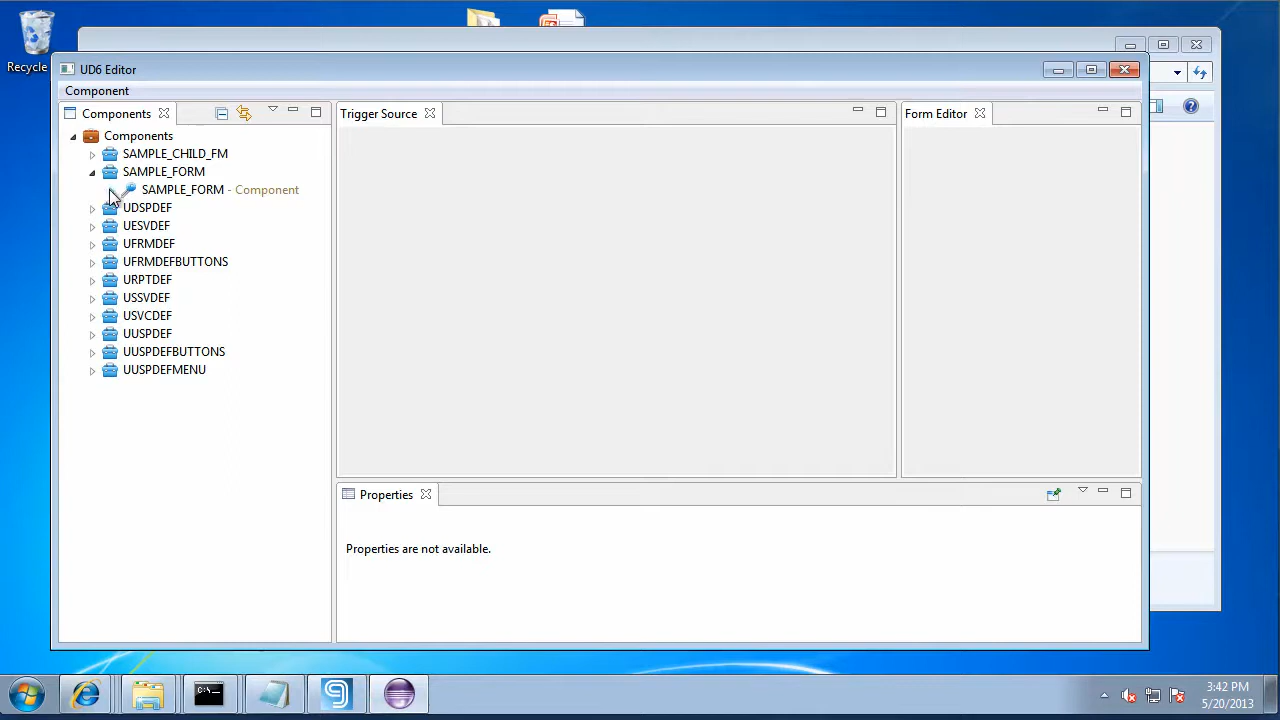 Recycle
UD6 Editor
Component
Components
Trigger Source
Form Editor
Components
SAMPLE_CHILD_FM
SAMPLE_FORM
SAMPLE_FORM - Component
UDSPDEF
UESVDEF
UFRMDEF
UFRMDEFBUTTONS
URPTDEF
USSVDEF
USVCDEF
UUSPDEF
UUSPDEFBUTTONS
UUSPDEFMENU
Properties
Properties are not available.
3:42 PM
5/20/2013